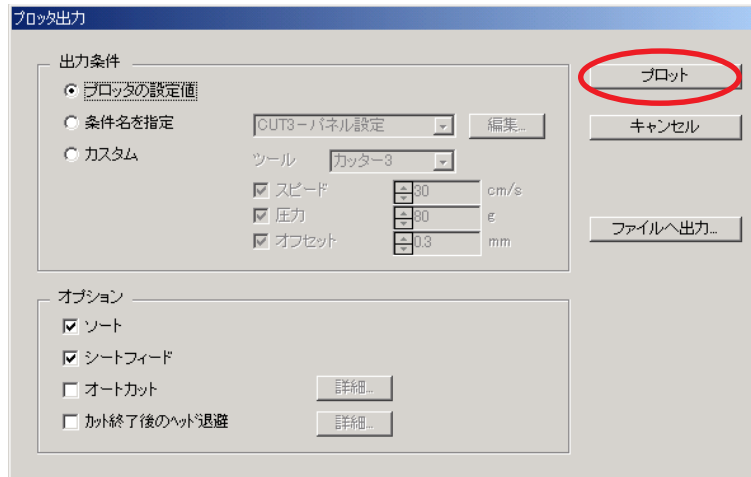 プロッタ出力
出力条件
プロッタの設定値
条件名を指定
CUT3-パネル設定
編集...
カスタム
ツール
カッター3
スピード
30
cm/s
圧力
80
g
オフセット
0.3
mm
プロット
キャンセル
ファイルへ出力...
オプション
ソート
シートフィード
オートカット
詳細...
カット終了後のヘッド退避
詳細...